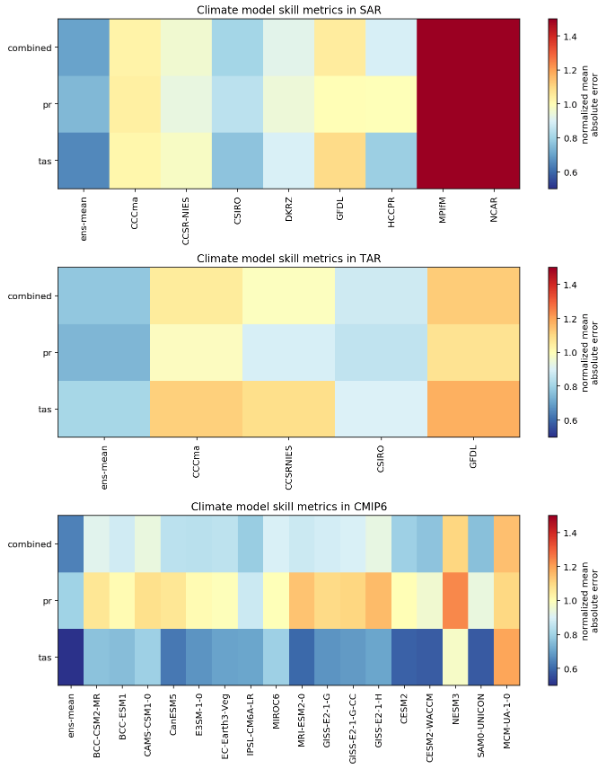 Climate model skill metrics in SAR
combined
pr
tas
ens-mean
CCCma
CCSR-NIES
CSIRO
DKRZ
GFDL
HCCPR
MPIfM
NCAR
1.4
1.2
1.0
0.8
0.6
normalized mean
absolute error
Climate model skill metrics in TAR
combined
pr
tas
ens-mean
CCCma
CCSRNIES
CSIRO
GFDL
1.4
1.2
1.0
0.8
0.6
normalized mean
absolute error
Climate model skill metrics in CMIP6
combined
pr
tas
ens-mean
BCC-CSM2-MR
BCC-ESM1
CAMS-CSM1-0
CanESM5
E3SM-1-0
EC-Earth3-Veg
IPSL-CM6A-LR
MIROC6
MRI-ESM2-0
GISS-E2-1-G
GISS-E2-1-G-CC
GISS-E2-1-H
CESM2
CESM2-WACCM
NESM3
SAM0-UNICON
MCM-UA-1-0
1.4
1.2
1.0
0.8
0.6
normalized mean
absolute error